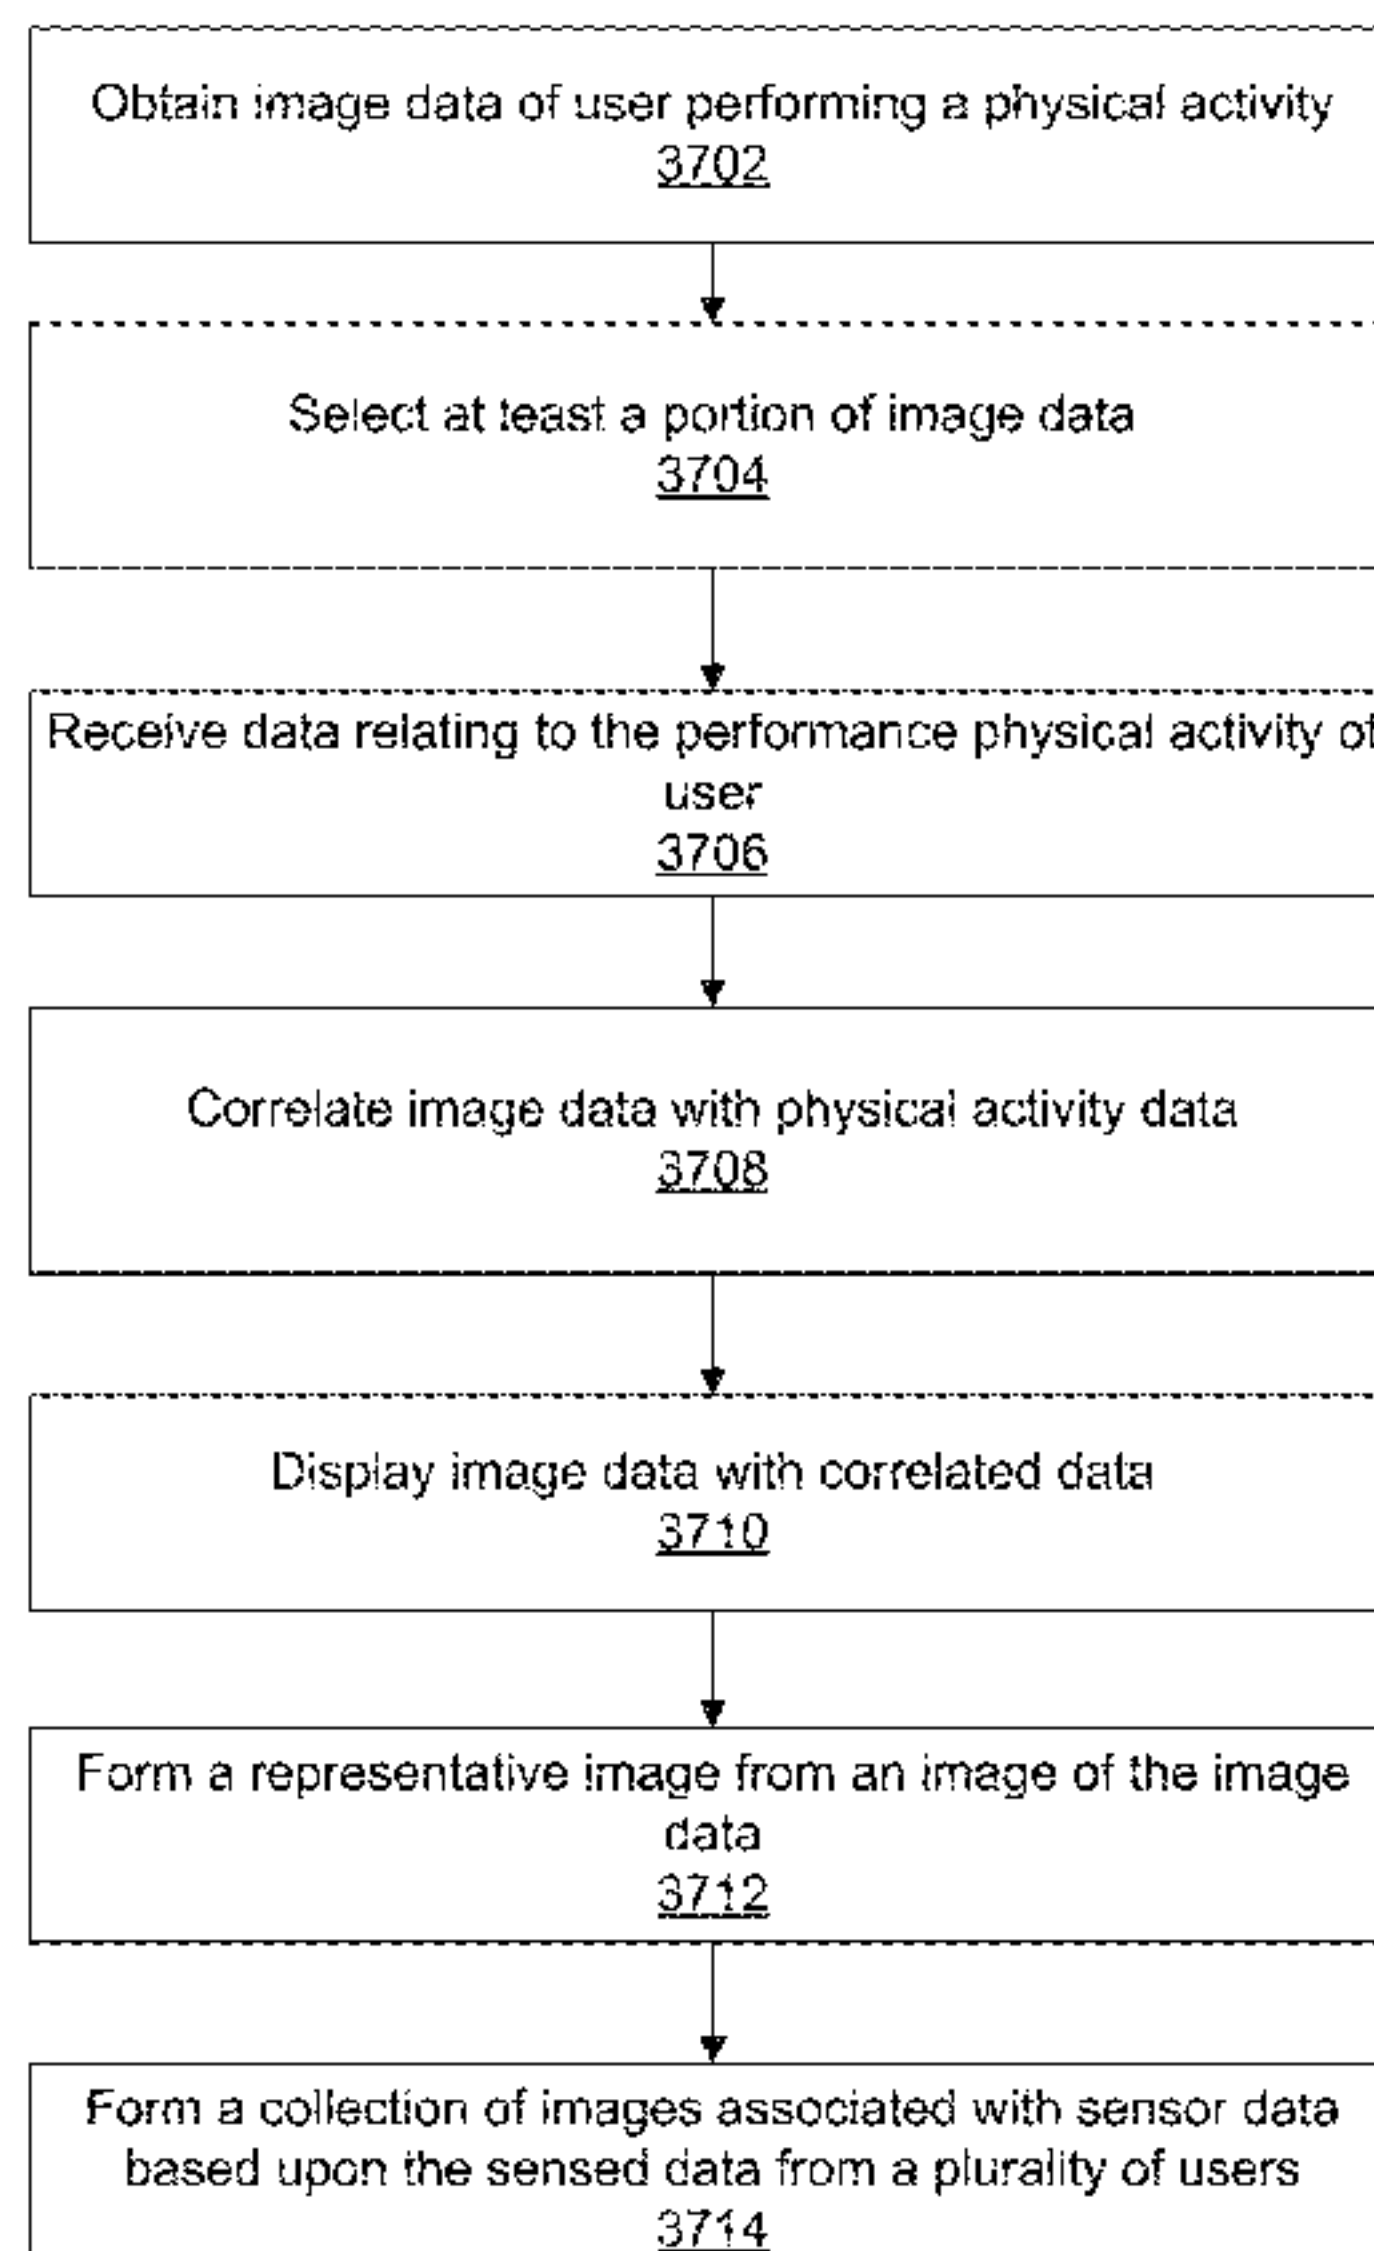 Obtain image data of user performing a physical activity
3702
Select at least a portion of image data
3704
Receive data relating to the performance physical activity of
user
3706
Correlate image data with physical activity data
3708
Display image data with correlated data
3710
Form a representative image from an image of the image
data
3712
Form a collection of images associated with sensor data
based upon the sensed data from a plurality of users
3714